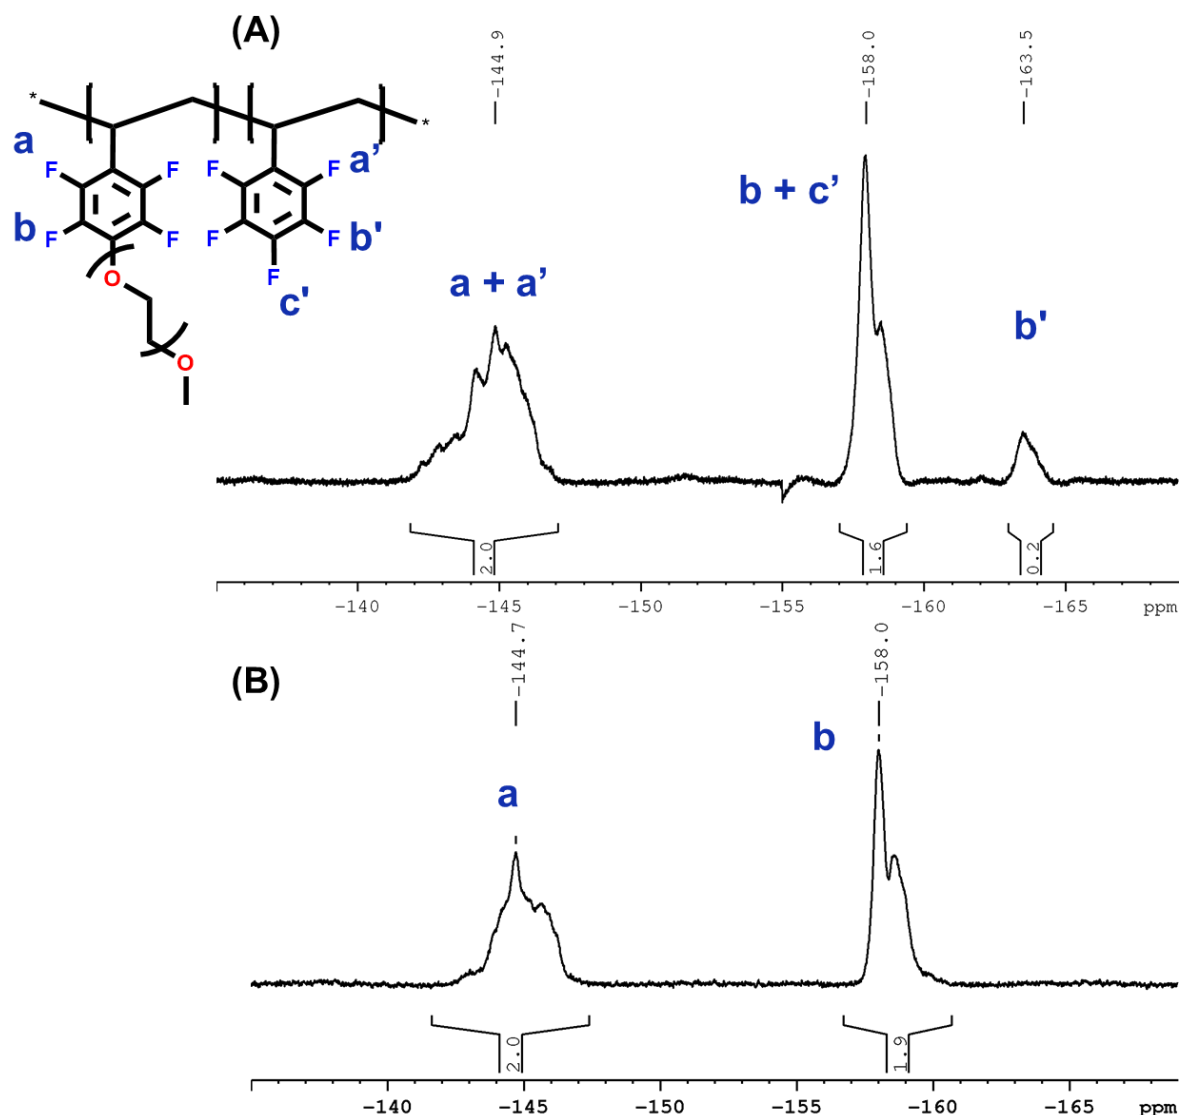 (A)
-144.9
-158.0
-163.5
* *
a F F F F a'
b F F F F b'
O F
c'
O
a + a'
b + c'
b'
2.0
1.6
0.2
-140 -145 -150 -155 -160 -165 ppm
(B)
-144.7
-158.0
a
b
2.0
1.9
-140 -145 -150 -155 -160 -165 ppm